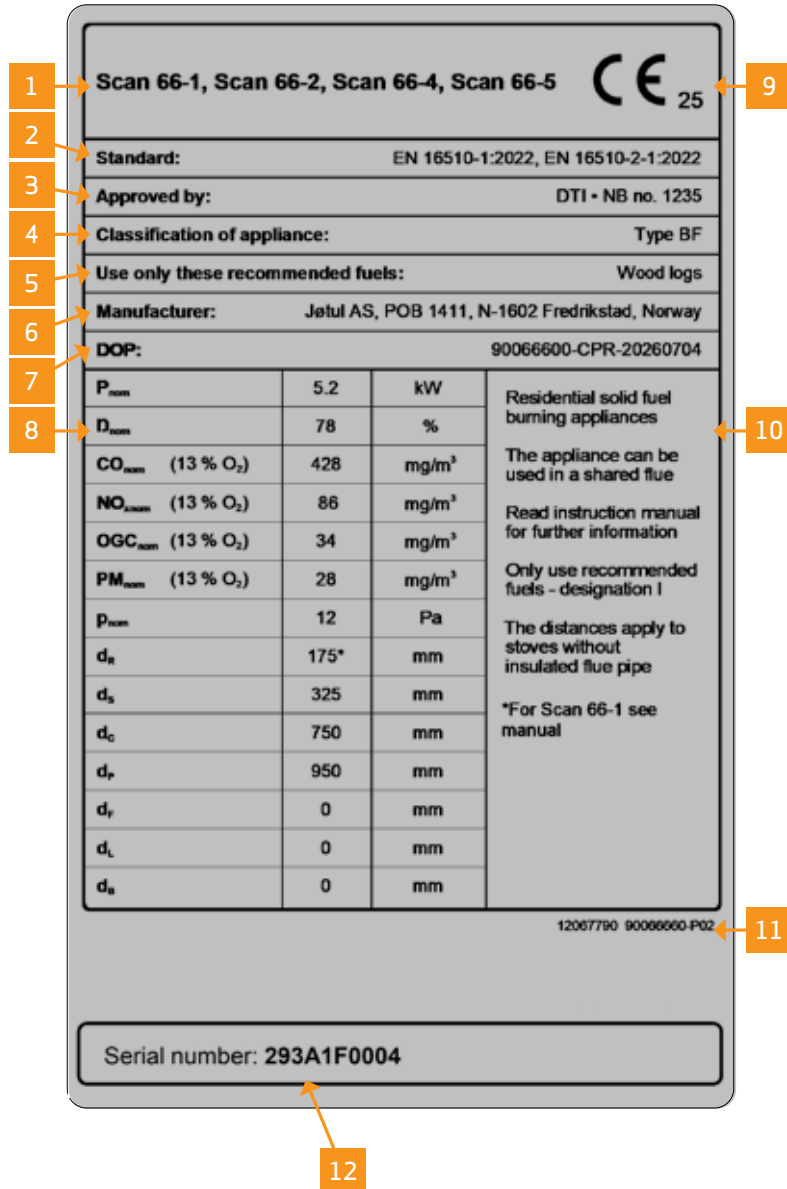 1
Scan 66-1, Scan 66-2, Scan 66-4, Scan 66-5
CE 25
9
2
Standard: EN 16510-1:2022, EN 16510-2-1:2022
3
Approved by: DTI • NB no. 1235
4
Classification of appliance: Type BF
5
Use only these recommended fuels: Wood logs
6
Manufacturer: Jøtul AS, POB 1411, N-1602 Fredrikstad, Norway
7
DOP: 90066600-CPR-20260704
8
Pnom 5.2 kW
Dnom 78 %
COnom (13 % O₂) 428 mg/m³
NOxnom (13 % O₂) 86 mg/m³
OGCnom (13 % O₂) 34 mg/m³
PMnom (13 % O₂) 28 mg/m³
pnom 12 Pa
dR 175* mm
dS 325 mm
dC 750 mm
dP 950 mm
dF 0 mm
dL 0 mm
dB 0 mm
Residential solid fuel
burning appliances
10
The appliance can be
used in a shared flue
Read instruction manual
for further information
Only use recommended
fuels - designation I
The distances apply to
stoves without
insulated flue pipe
*For Scan 66-1 see
manual
12067790 90066660-P02
11
Serial number: 293A1F0004
12